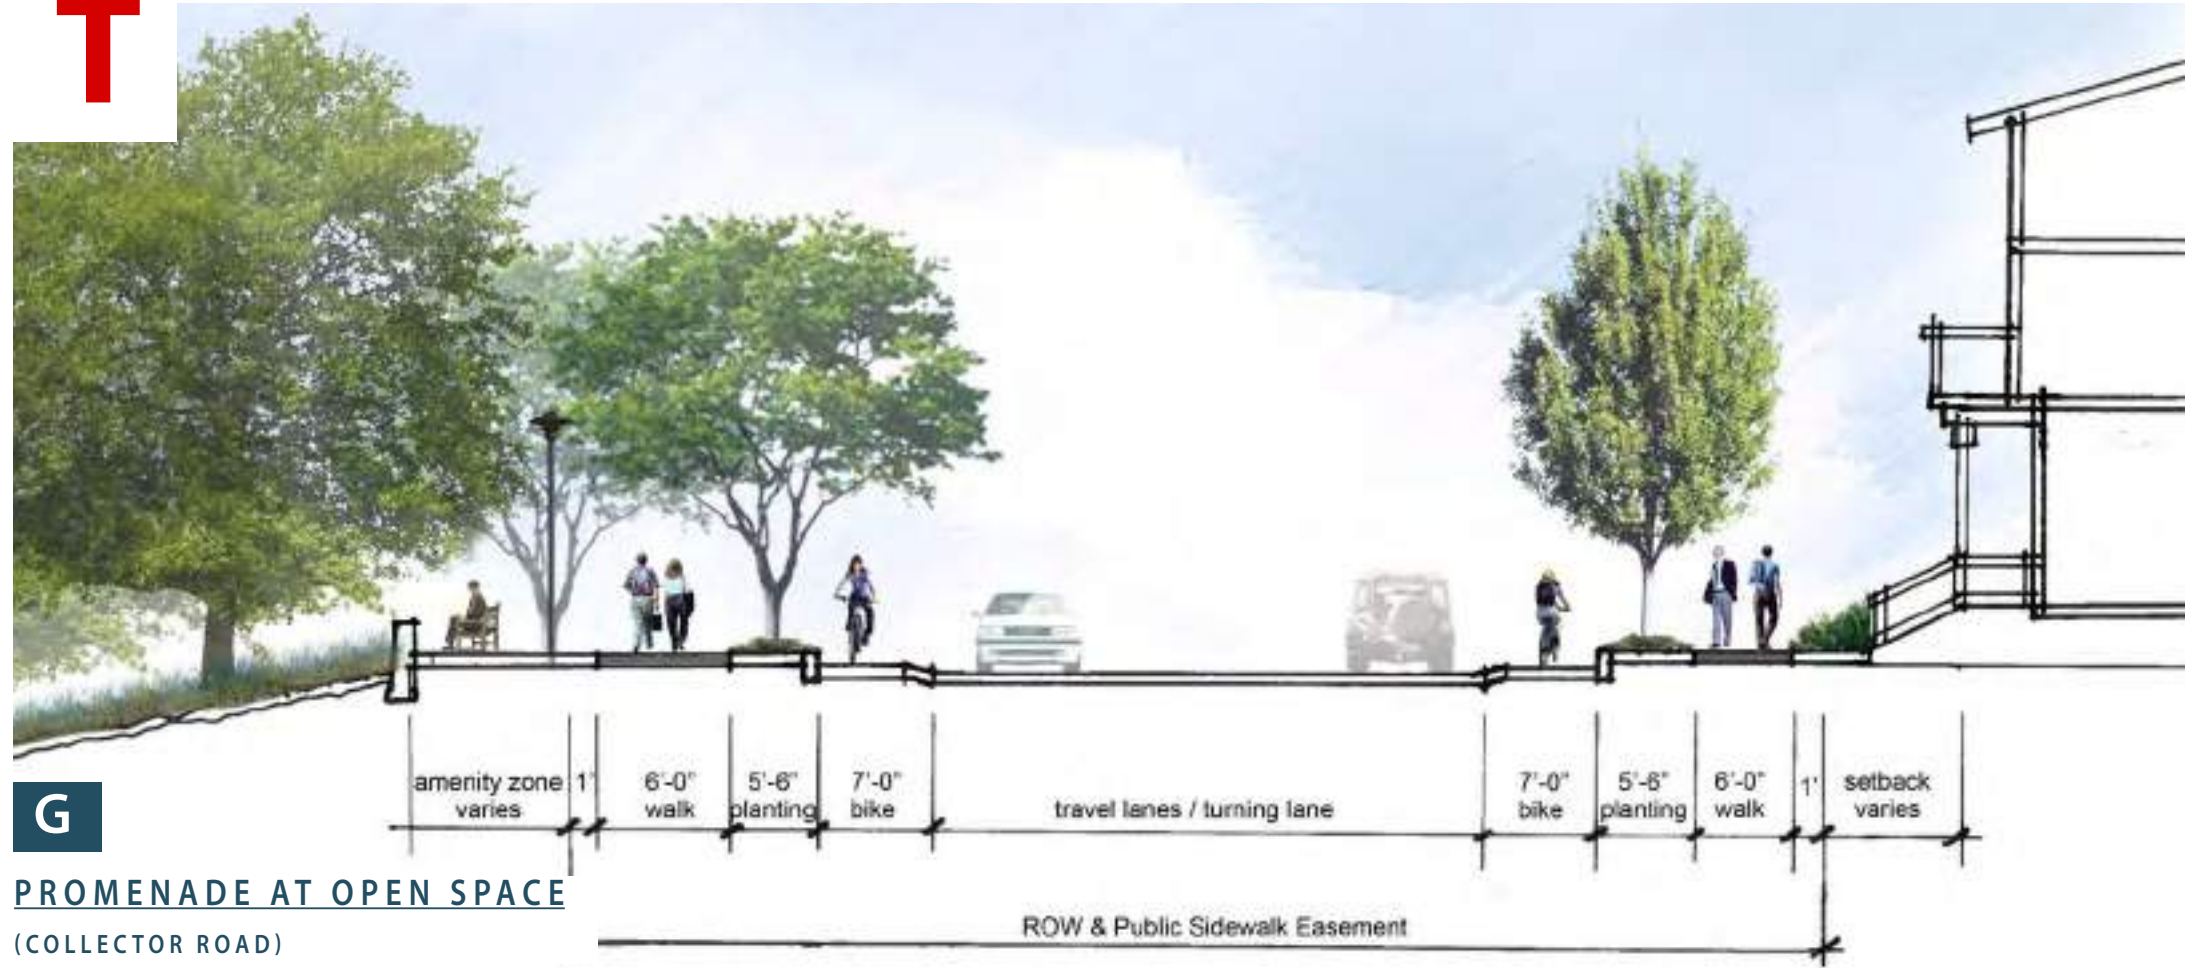 T
amenity zone
varies
1'
6'-0"
walk
5'-6"
planting
7'-0"
bike
travel lanes / turning lane
7'-0"
bike
5'-6"
planting
6'-0"
walk
1'
setback
varies
G
PROMENADE AT OPEN SPACE
(COLLECTOR ROAD)
ROW & Public Sidewalk Easement